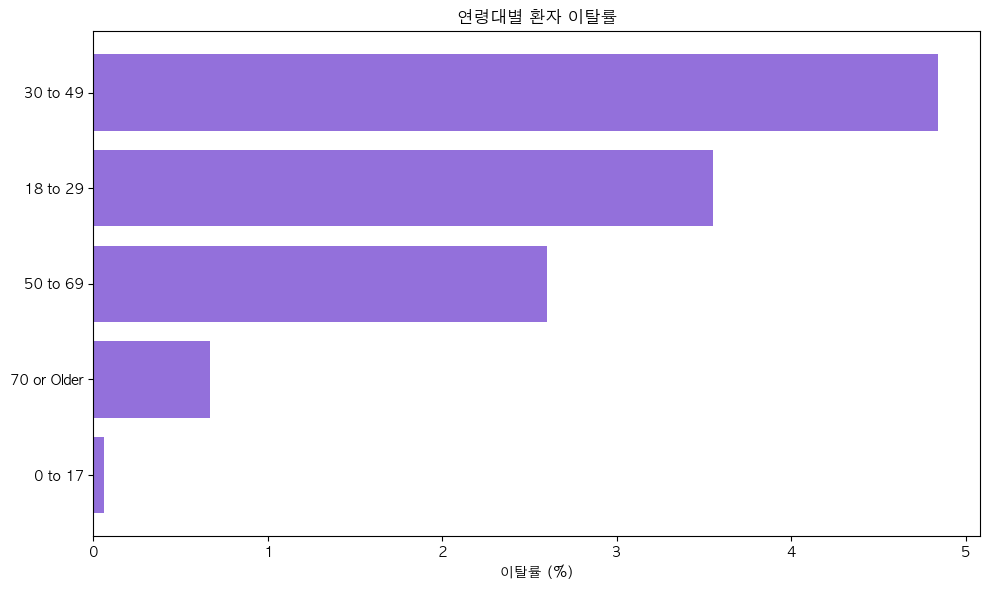 연령대별 환자 이탈률
30 to 49
18 to 29
50 to 69
70 or Older
0 to 17
0 1 2 3 4 5
이탈률 (%)